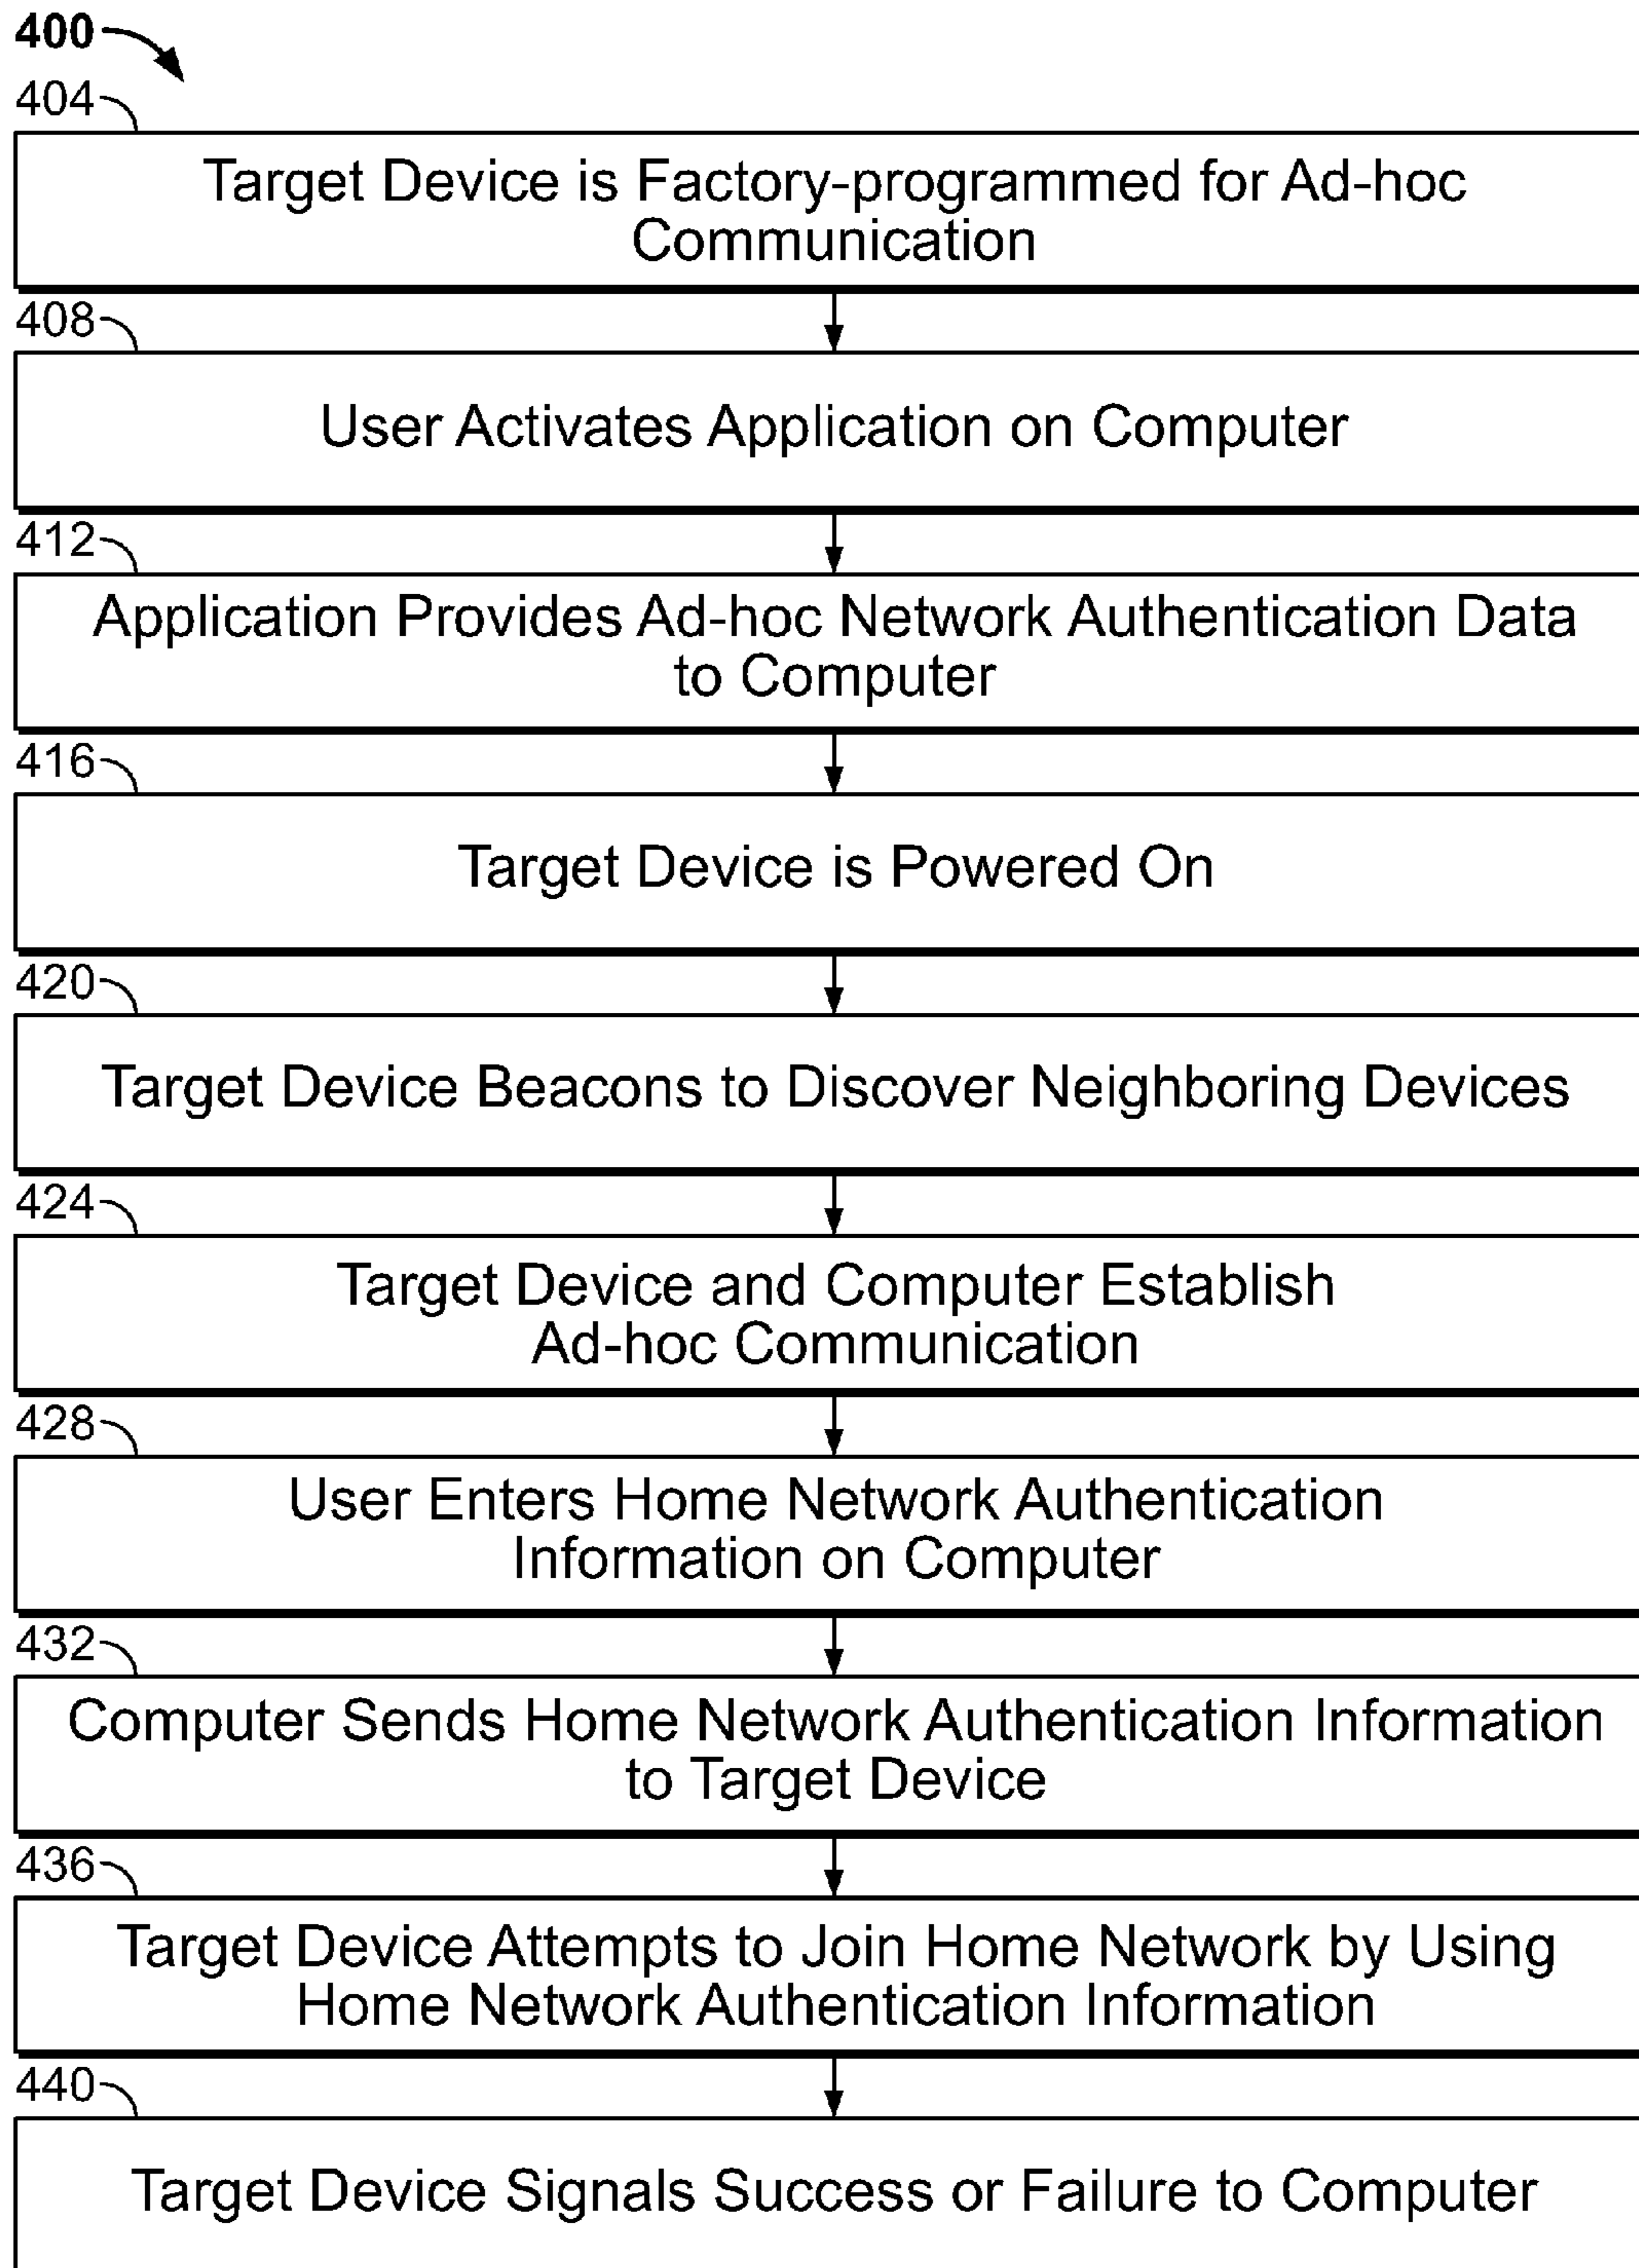 400
404
Target Device is Factory-programmed for Ad-hoc
Communication
408
User Activates Application on Computer
412
Application Provides Ad-hoc Network Authentication Data
to Computer
416
Target Device is Powered On
420
Target Device Beacons to Discover Neighboring Devices
424
Target Device and Computer Establish
Ad-hoc Communication
428
User Enters Home Network Authentication
Information on Computer
432
Computer Sends Home Network Authentication Information
to Target Device
436
Target Device Attempts to Join Home Network by Using
Home Network Authentication Information
440
Target Device Signals Success or Failure to Computer